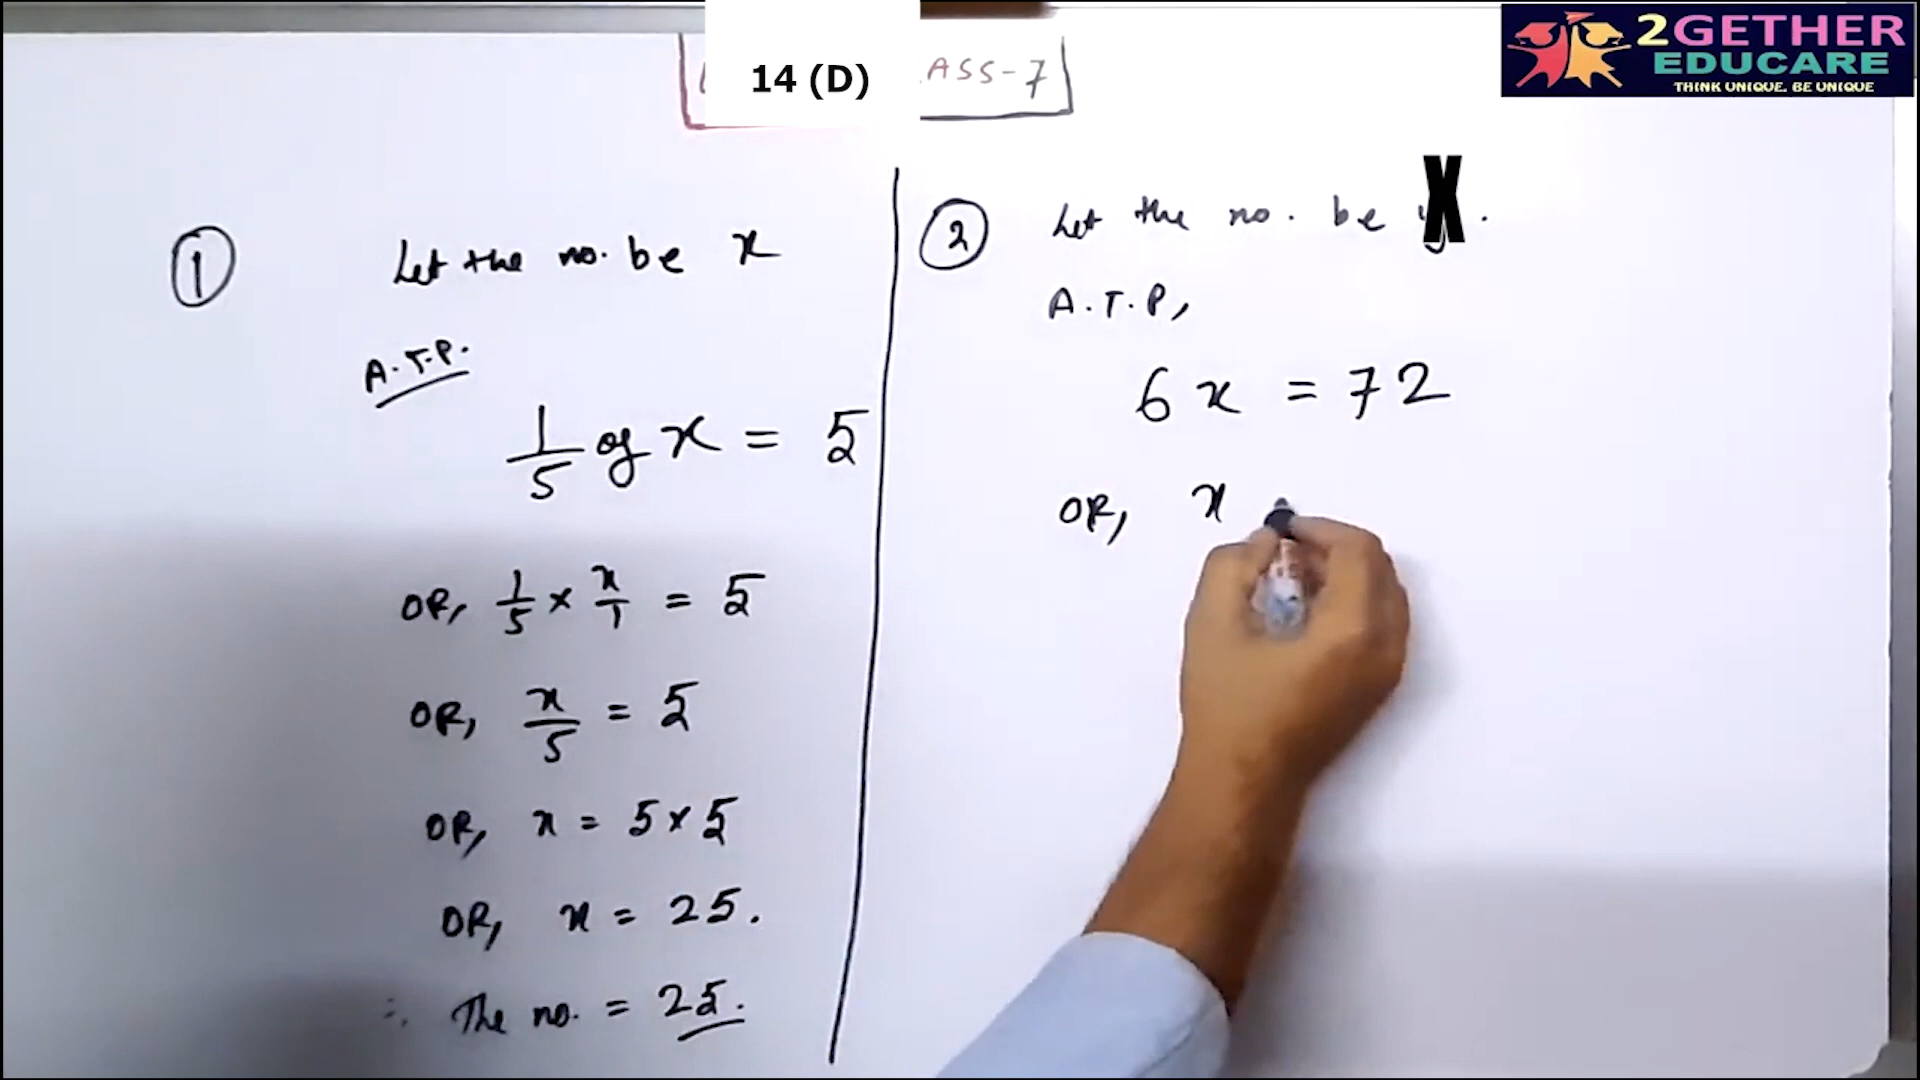 2GETHER
EDUCARE
THINK UNIQUE. BE UNIQUE
14 (D)
ASS-7
① Let the no. be x
A.T.P.
1/5 of x = 5
OR, 1/5 × x/1 = 5
OR, x/5 = 5
OR, x = 5×5
OR, x = 25.
∴ The no. = 25.
② Let the no. be X.
A.T.P,
6x = 72
OR, x